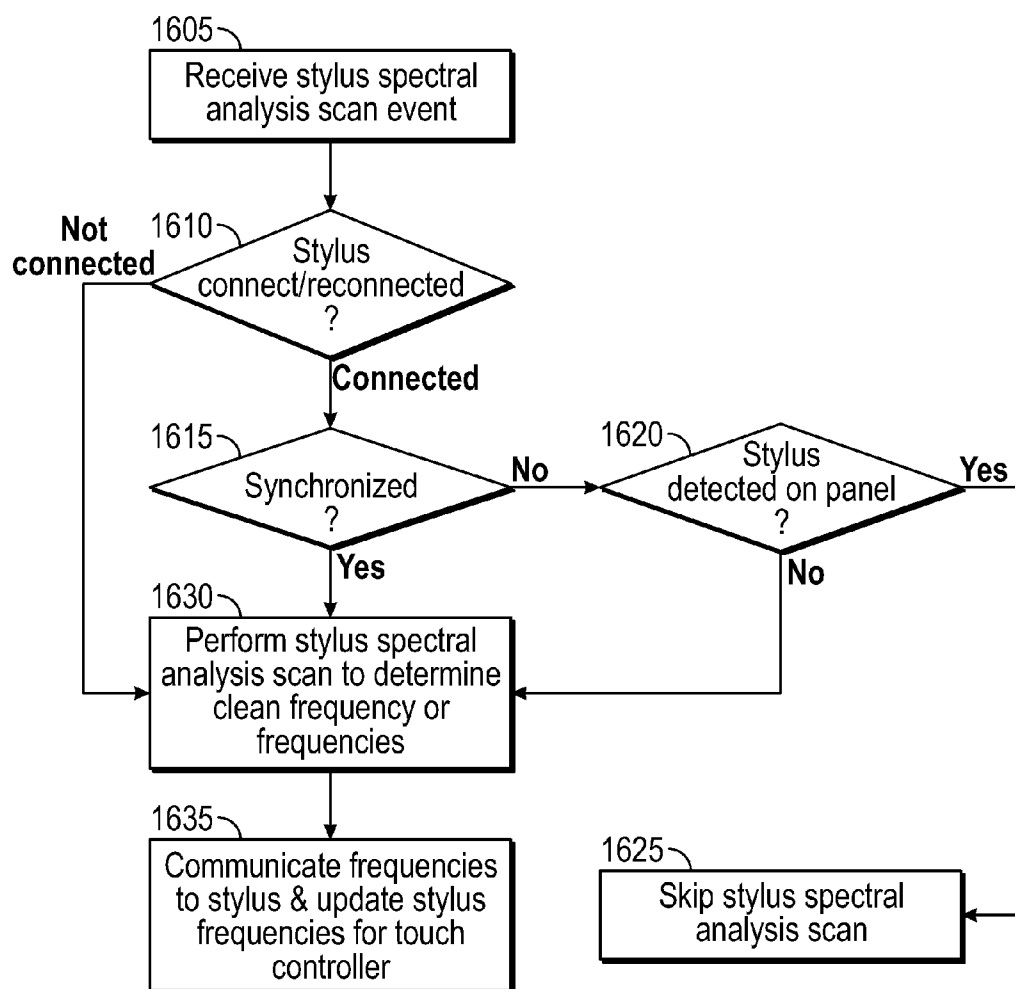 1605
Receive stylus spectral
analysis scan event
Not
connected
1610
Stylus
connect/reconnected
?
Connected
1615
Synchronized
?
No
Yes
1620
Stylus
detected on panel
?
Yes
No
1630
Perform stylus spectral
analysis scan to determine
clean frequency or
frequencies
1635
Communicate frequencies
to stylus & update stylus
frequencies for touch
controller
1625
Skip stylus spectral
analysis scan